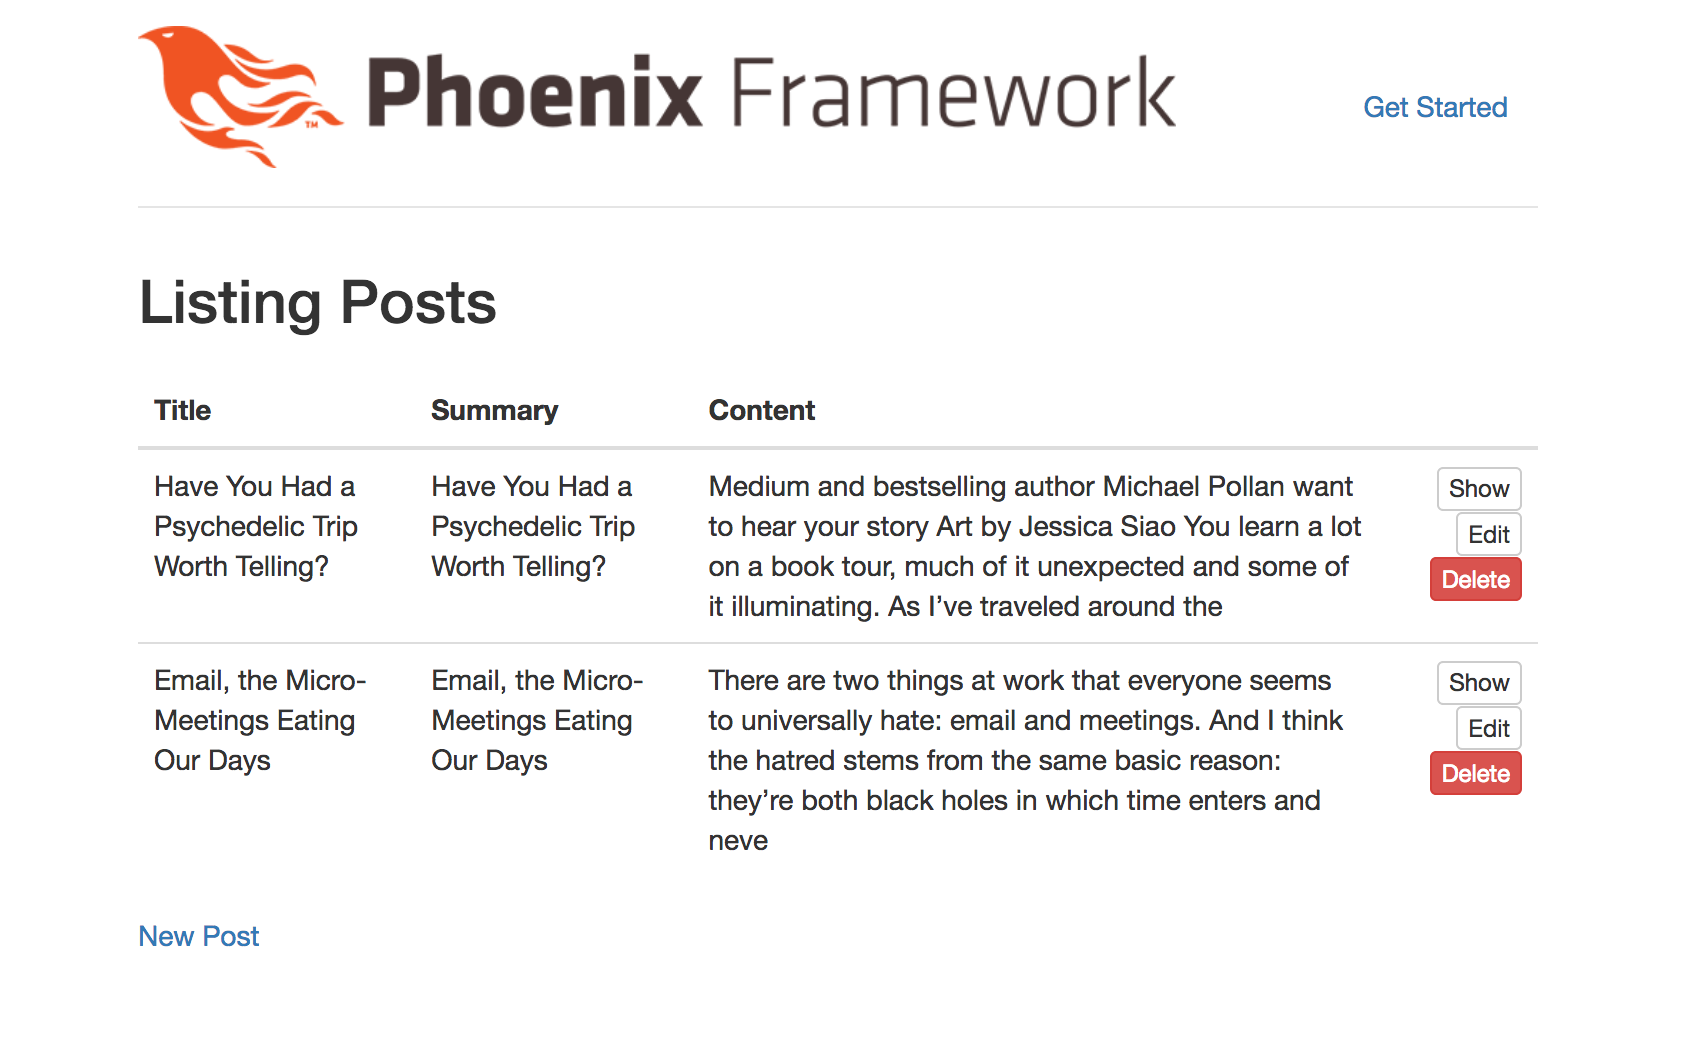 Phoenix Framework
TM
Get Started
Listing Posts
Title Summary Content
Have You Had a
Psychedelic Trip
Worth Telling?
Have You Had a
Psychedelic Trip
Worth Telling?
Medium and bestselling author Michael Pollan want
to hear your story Art by Jessica Siao You learn a lot
on a book tour, much of it unexpected and some of
it illuminating. As I’ve traveled around the
Show
Edit
Delete
Email, the Micro-
Meetings Eating
Our Days
Email, the Micro-
Meetings Eating
Our Days
There are two things at work that everyone seems
to universally hate: email and meetings. And I think
the hatred stems from the same basic reason:
they’re both black holes in which time enters and
neve
Show
Edit
Delete
New Post